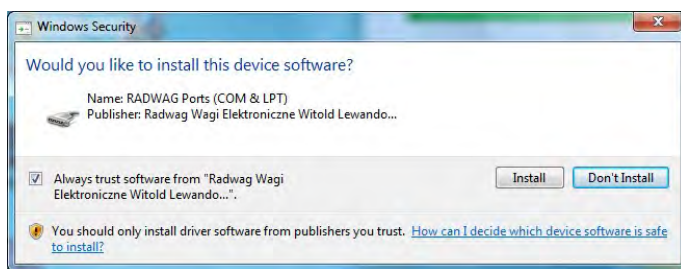 Windows Security
Would you like to install this device software?
Name: RADWAG Ports (COM & LPT)
Publisher: Radwag Wagi Elektroniczne Witold Lewando...
Always trust software from "Radwag Wagi
Elektroniczne Witold Lewando...".
Install
Don't Install
You should only install driver software from publishers you trust. How can I decide which device software is safe
to install?